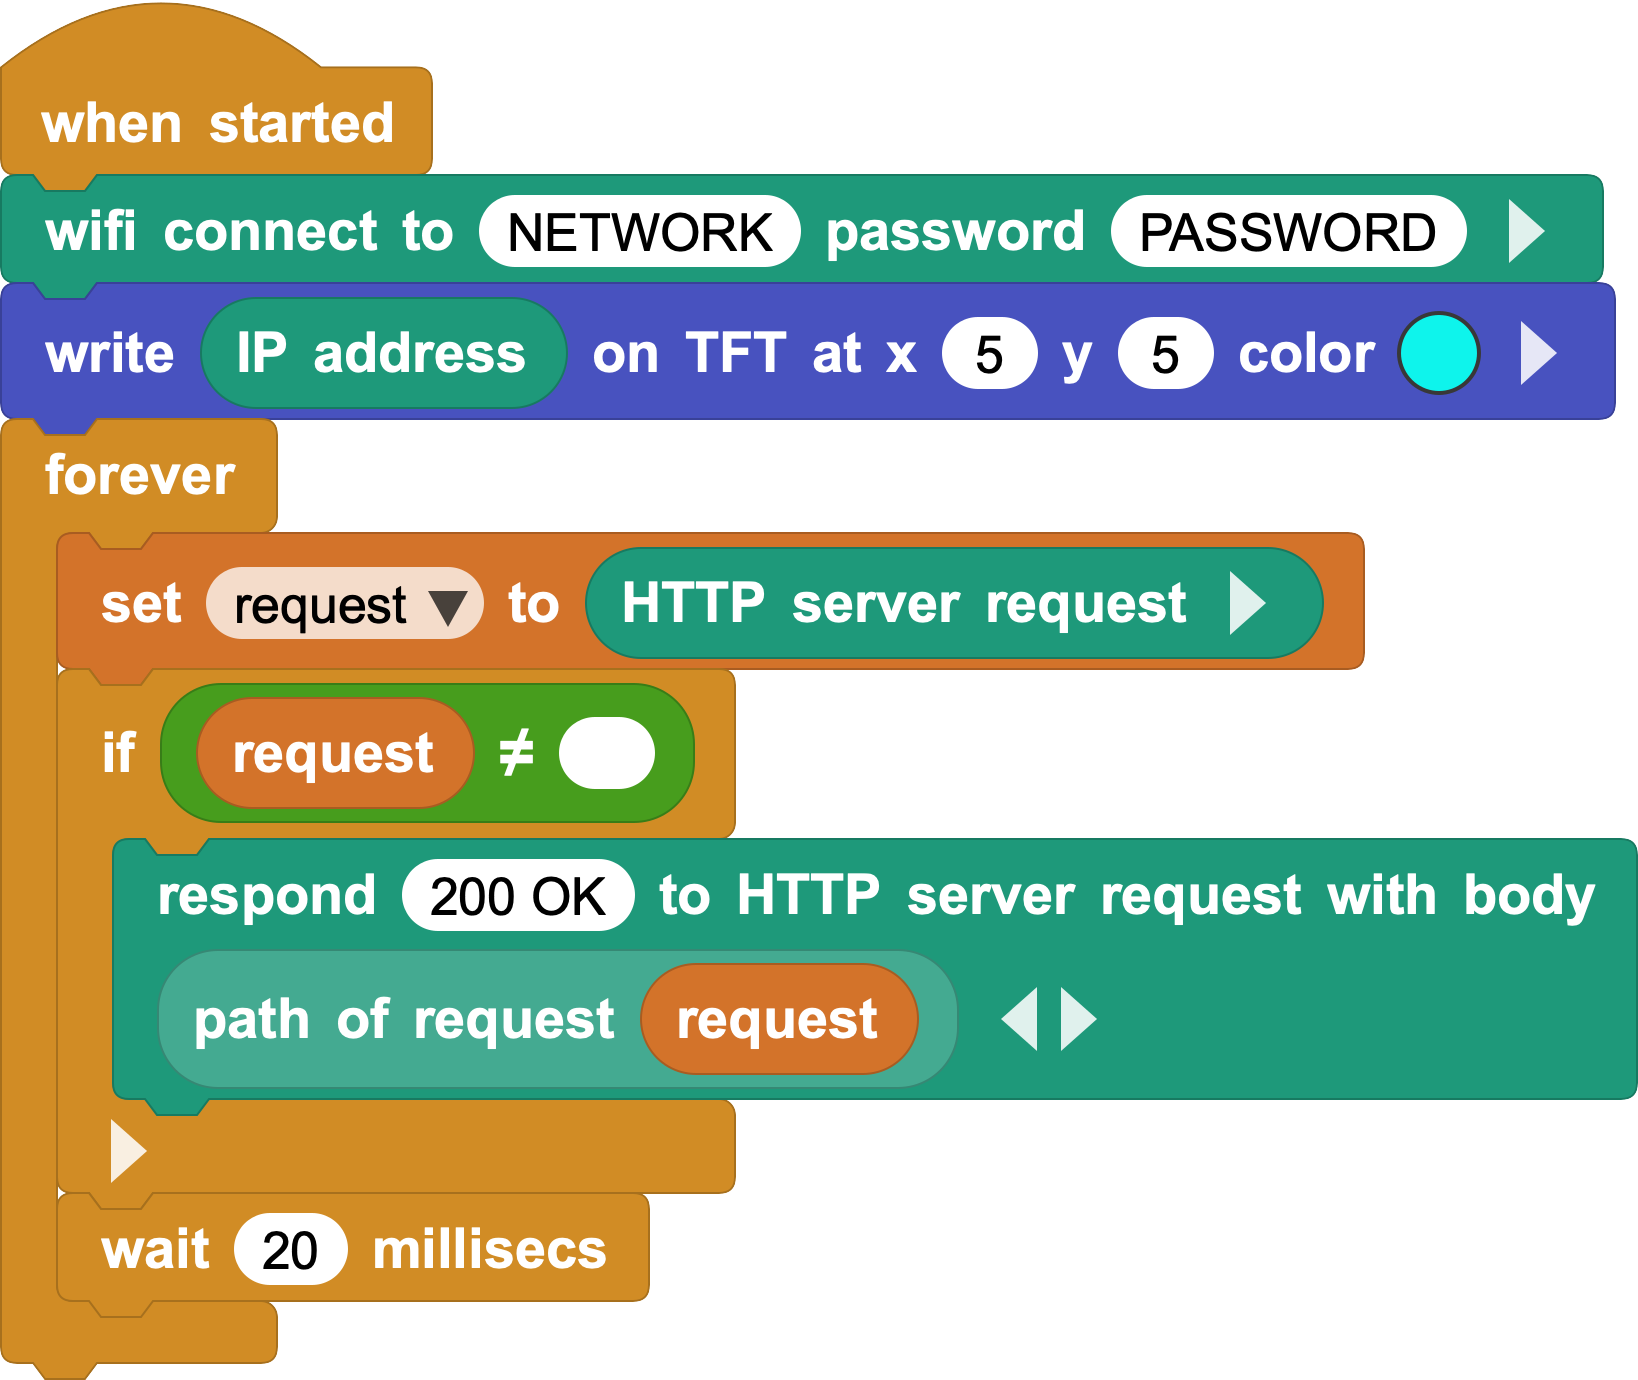 when started
wifi connect to NETWORK password PASSWORD
write IP address on TFT at x 5 y 5 color
forever
set request to HTTP server request
if request ≠
respond 200 OK to HTTP server request with body
path of request request
wait 20 millisecs